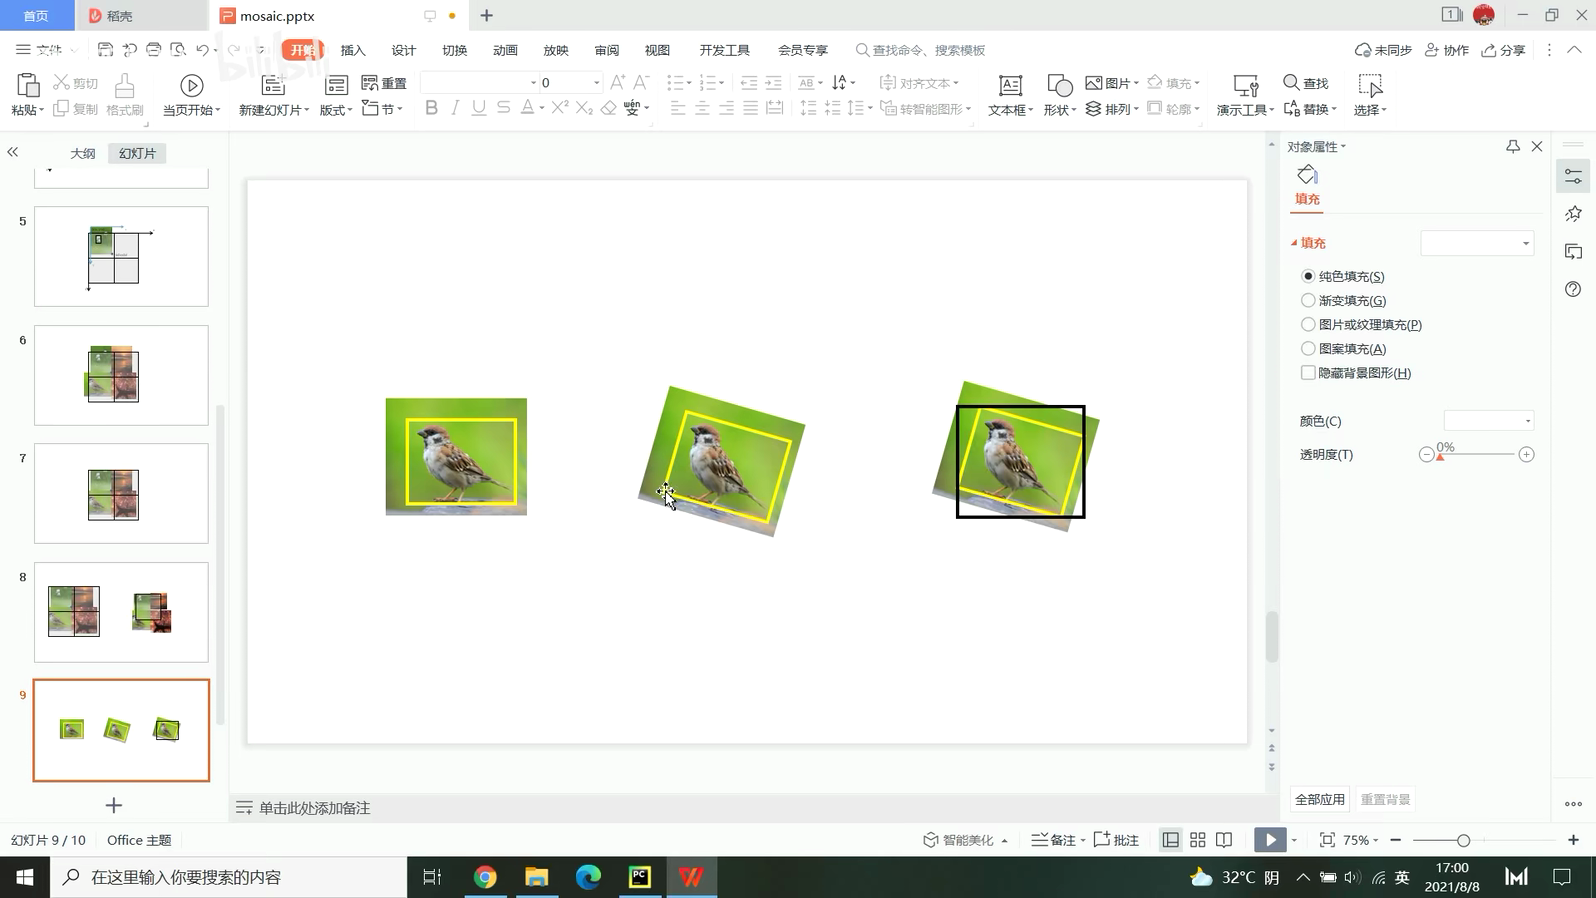 首页
稻壳
mosaic.pptx
1
文件
开始
插入
设计
切换
动画
放映
审阅
视图
开发工具
会员专享
查找命令、搜索模板
未同步
协作
分享
bilibili
粘贴
剪切
复制
格式刷
当页开始
新建幻灯片
版式
重置
节
0
B I U S A X² X₂
wén
AB
对齐文本
转智能图形
文本框
形状
图片
排列
填充
轮廓
演示工具
查找
替换
选择
大纲
幻灯片
5
6
7
8
9
对象属性
填充
填充
纯色填充(S)
渐变填充(G)
图片或纹理填充(P)
图案填充(A)
隐藏背景图形(H)
颜色(C)
透明度(T)
0%
全部应用
重置背景
单击此处添加备注
幻灯片 9 / 10
Office 主题
智能美化
备注
批注
75%
在这里输入你要搜索的内容
PC
32°C 阴
英
17:00
2021/8/8